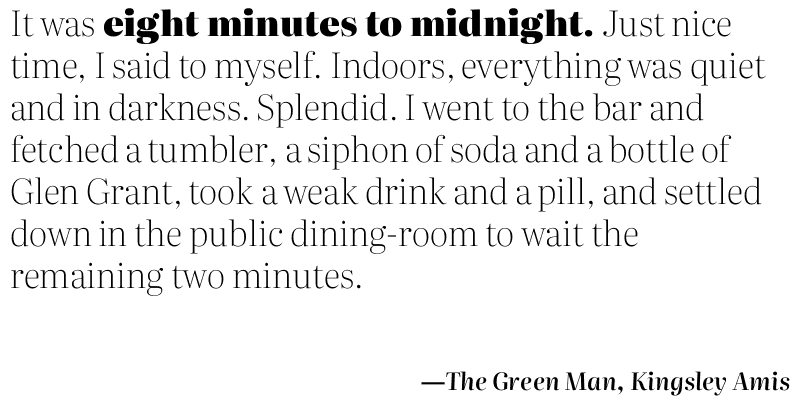 It was eight minutes to midnight. Just nice
time, I said to myself. Indoors, everything was quiet
and in darkness. Splendid. I went to the bar and
fetched a tumbler, a siphon of soda and a bottle of
Glen Grant, took a weak drink and a pill, and settled
down in the public dining-room to wait the
remaining two minutes.
—The Green Man, Kingsley Amis